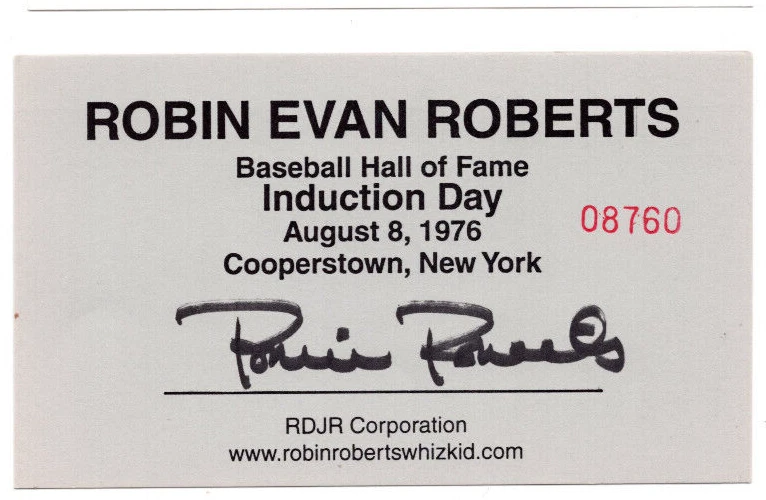 ROBIN EVAN ROBERTS
Baseball Hall of Fame
Induction Day
August 8, 1976
08760
Cooperstown, New York
Robin Roberts
RDJR Corporation
www.robinrobertswhizkid.com